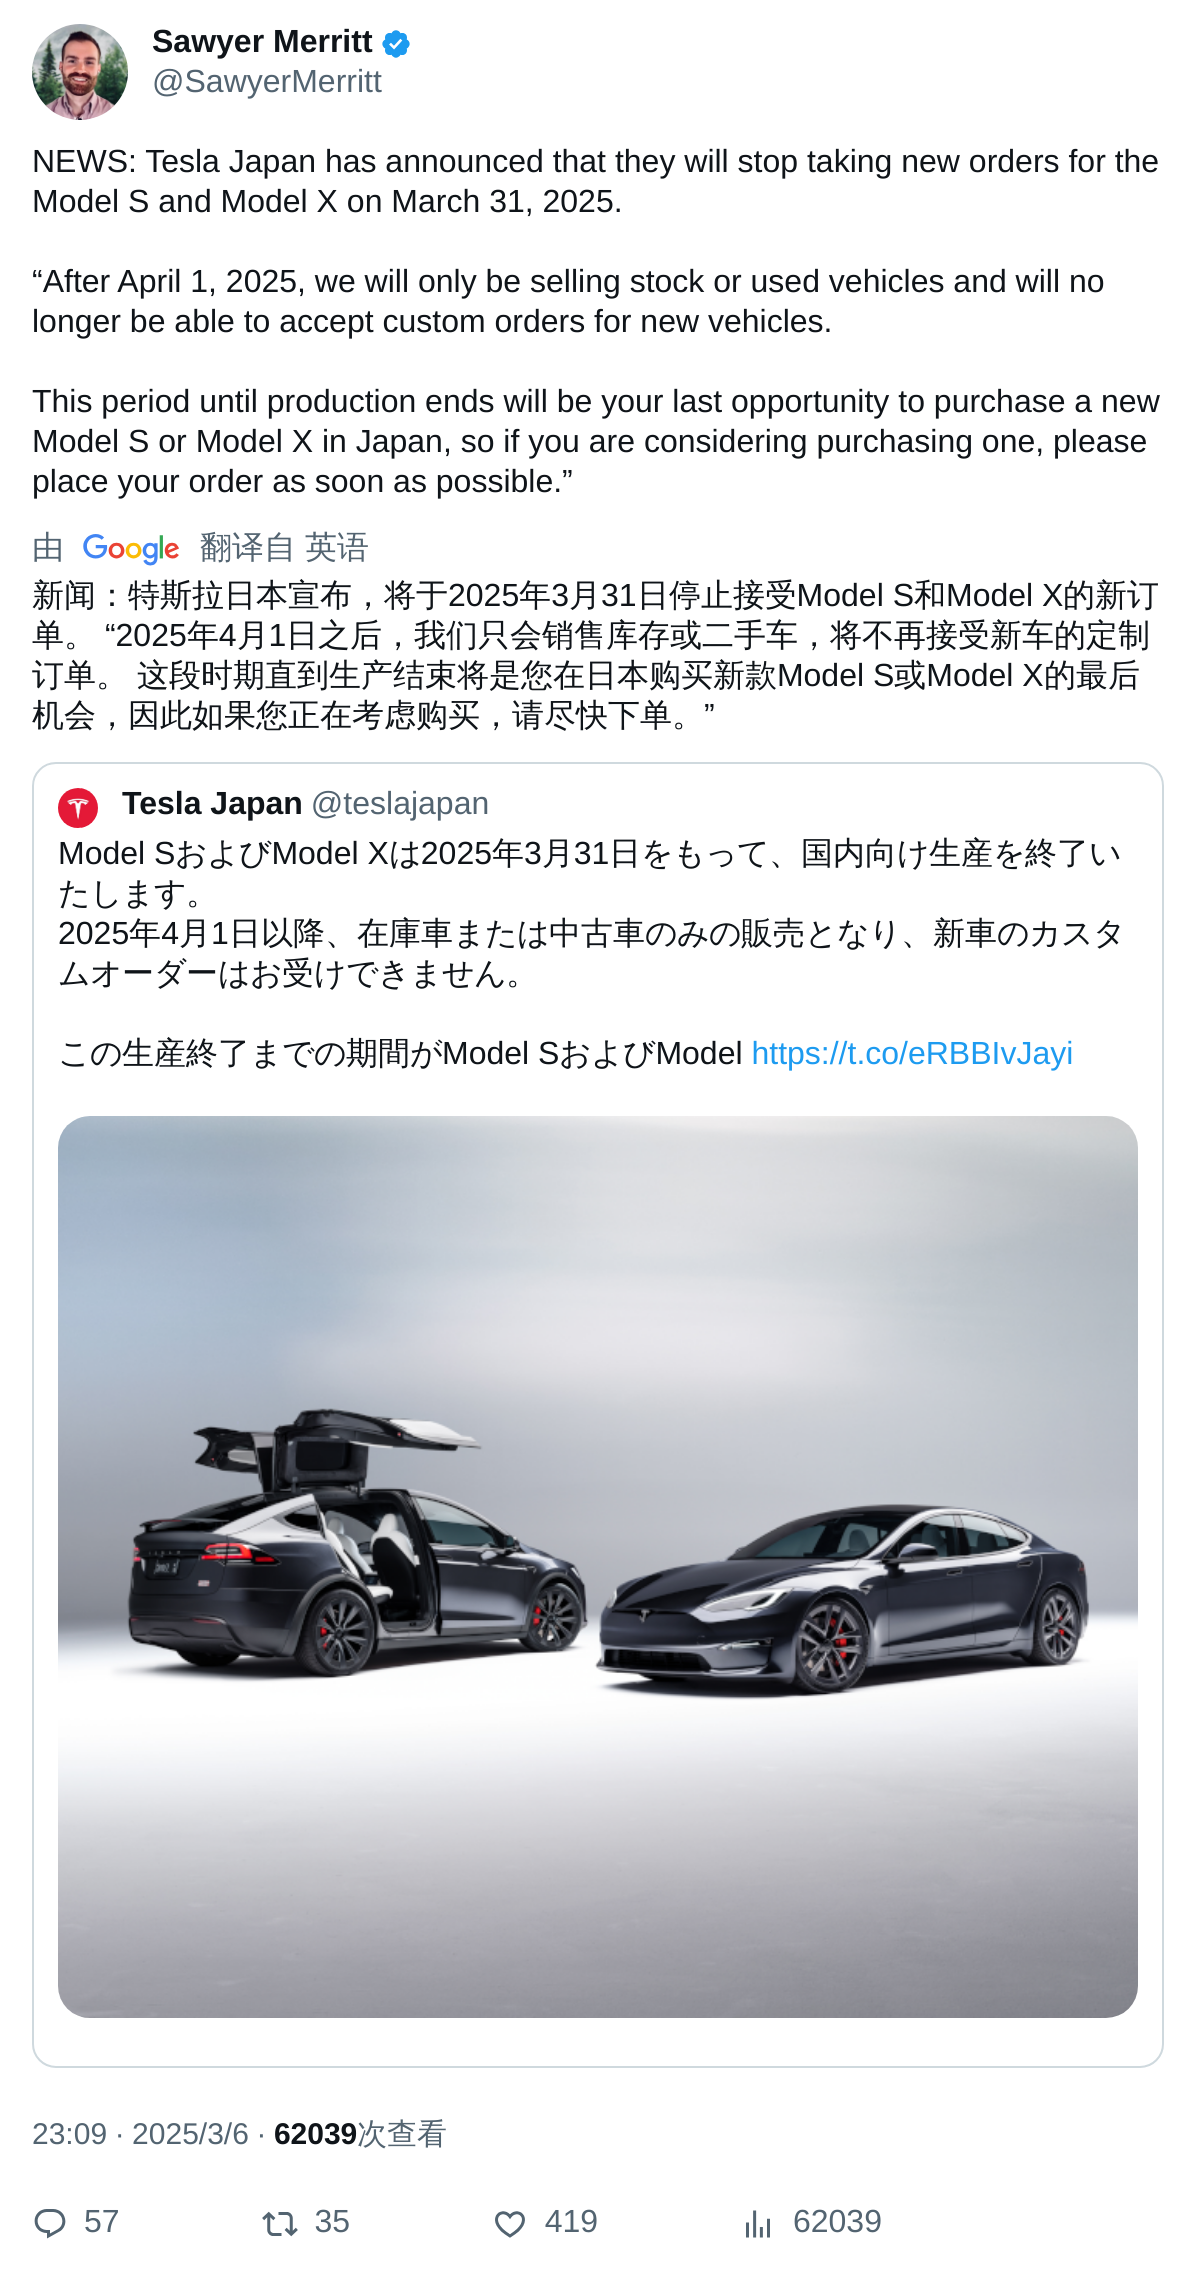 Sawyer Merritt
@SawyerMerritt
NEWS: Tesla Japan has announced that they will stop taking new orders for the
Model S and Model X on March 31, 2025.
“After April 1, 2025, we will only be selling stock or used vehicles and will no
longer be able to accept custom orders for new vehicles.
This period until production ends will be your last opportunity to purchase a new
Model S or Model X in Japan, so if you are considering purchasing one, please
place your order as soon as possible.”
由 Google 翻译自 英语
新闻：特斯拉日本宣布，将于2025年3月31日停止接受Model S和Model X的新订
单。 “2025年4月1日之后，我们只会销售库存或二手车，将不再接受新车的定制
订单。 这段时期直到生产结束将是您在日本购买新款Model S或Model X的最后
机会，因此如果您正在考虑购买，请尽快下单。”
Tesla Japan @teslajapan
Model SおよびModel Xは2025年3月31日をもって、国内向け生産を終了い
たします。
2025年4月1日以降、在庫車または中古車のみの販売となり、新車のカスタ
ムオーダーはお受けできません。
この生産終了までの期間がModel SおよびModel https://t.co/eRBBIvJayi
23:09 · 2025/3/6 · 62039次查看
57 35 419 62039